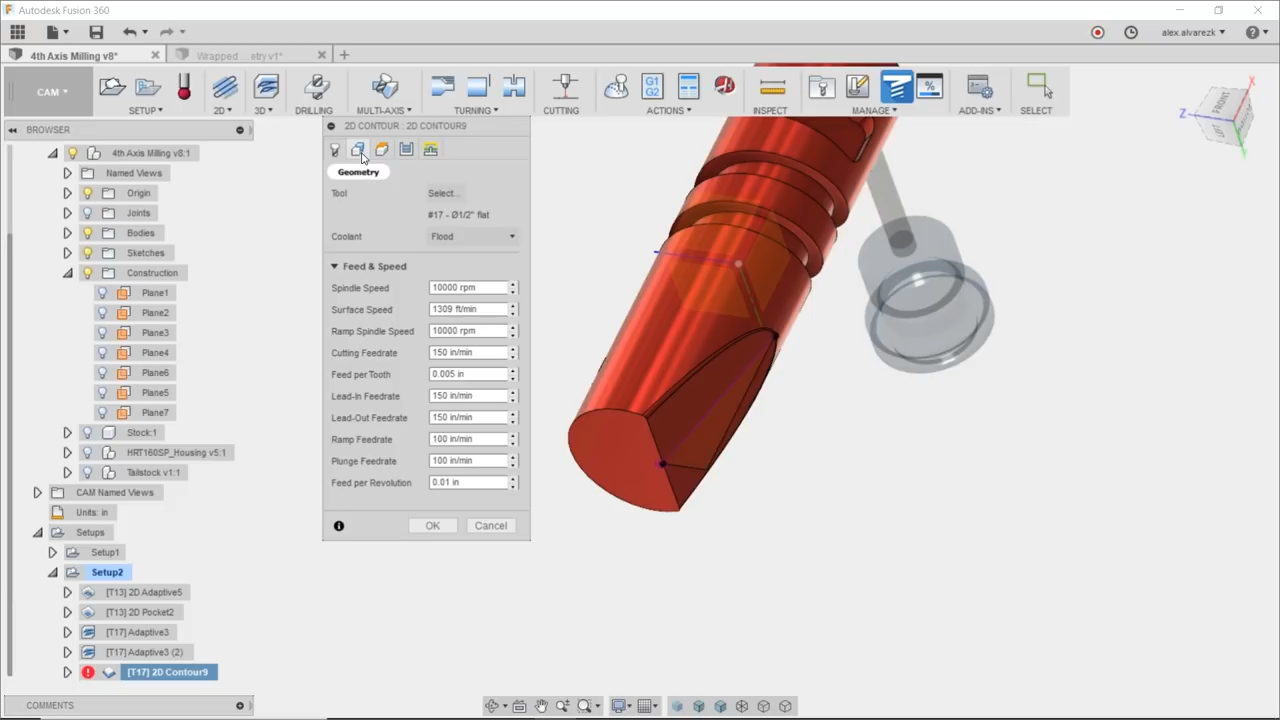 Autodesk Fusion 360
alex.alvarezk
4th Axis Milling v8*
Wrapped ...etry v1*
CAM
SETUP
2D
3D
DRILLING
MULTI-AXIS
TURNING
CUTTING
G1
G2
ACTIONS
INSPECT
MANAGE
ADD-INS
SELECT
BROWSER
4th Axis Milling v8:1
Named Views
Origin
Joints
Bodies
Sketches
Construction
Plane1
Plane2
Plane3
Plane4
Plane6
Plane5
Plane7
Stock:1
HRT160SP_Housing v5:1
Tailstock v1:1
CAM Named Views
Units: in
Setups
Setup1
Setup2
[T13] 2D Adaptive5
[T13] 2D Pocket2
[T17] Adaptive3
[T17] Adaptive3 (2)
[T17] 2D Contour9
COMMENTS
2D CONTOUR : 2D CONTOUR9
Geometry
Tool Select...
#17 - Ø1/2" flat
Coolant Flood
Feed & Speed
Spindle Speed 10000 rpm
Surface Speed 1309 ft/min
Ramp Spindle Speed 10000 rpm
Cutting Feedrate 150 in/min
Feed per Tooth 0.005 in
Lead-In Feedrate 150 in/min
Lead-Out Feedrate 150 in/min
Ramp Feedrate 100 in/min
Plunge Feedrate 100 in/min
Feed per Revolution 0.01 in
OK Cancel
X
Z
Y